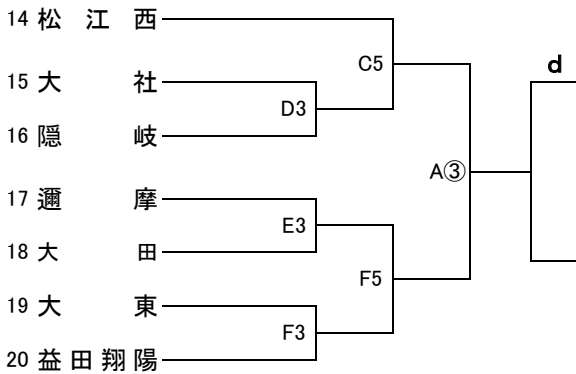 14 松江西
C5
d
15 大社
D3
16 隠岐
A③
17 邇摩
E3
18 大田
F5
19 大東
F3
20 益田翔陽